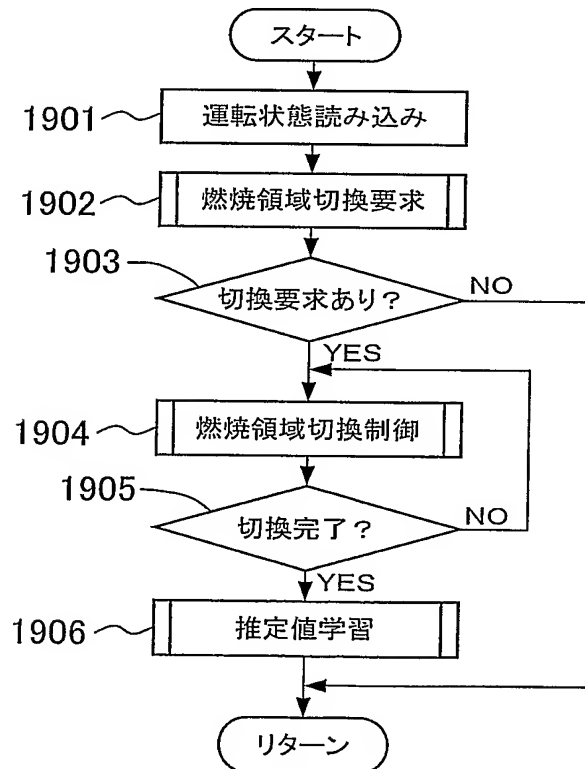 スタート
1901
運転状態読み込み
1902
燃焼領域切換要求
1903
切換要求あり?
NO
YES
1904
燃焼領域切換制御
1905
切換完了?
NO
YES
1906
推定値学習
リターン